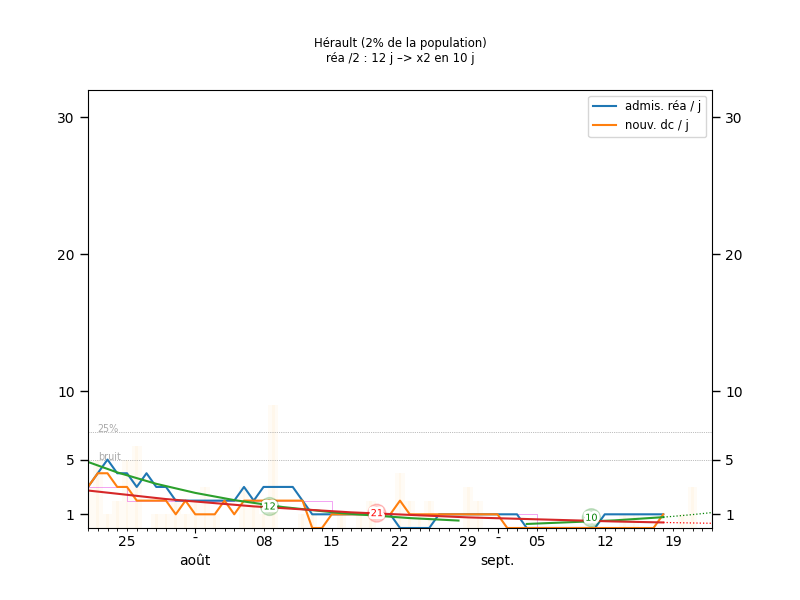 Hérault (2% de la population)
réa /2 : 12 j –> x2 en 10 j
admis. réa / j
nouv. dc / j
30 30
20 20
10 10
25%
bruit
5 5
12 21 10
1 1
25 - 08 15 22 29 - 05 12 19
août sept.